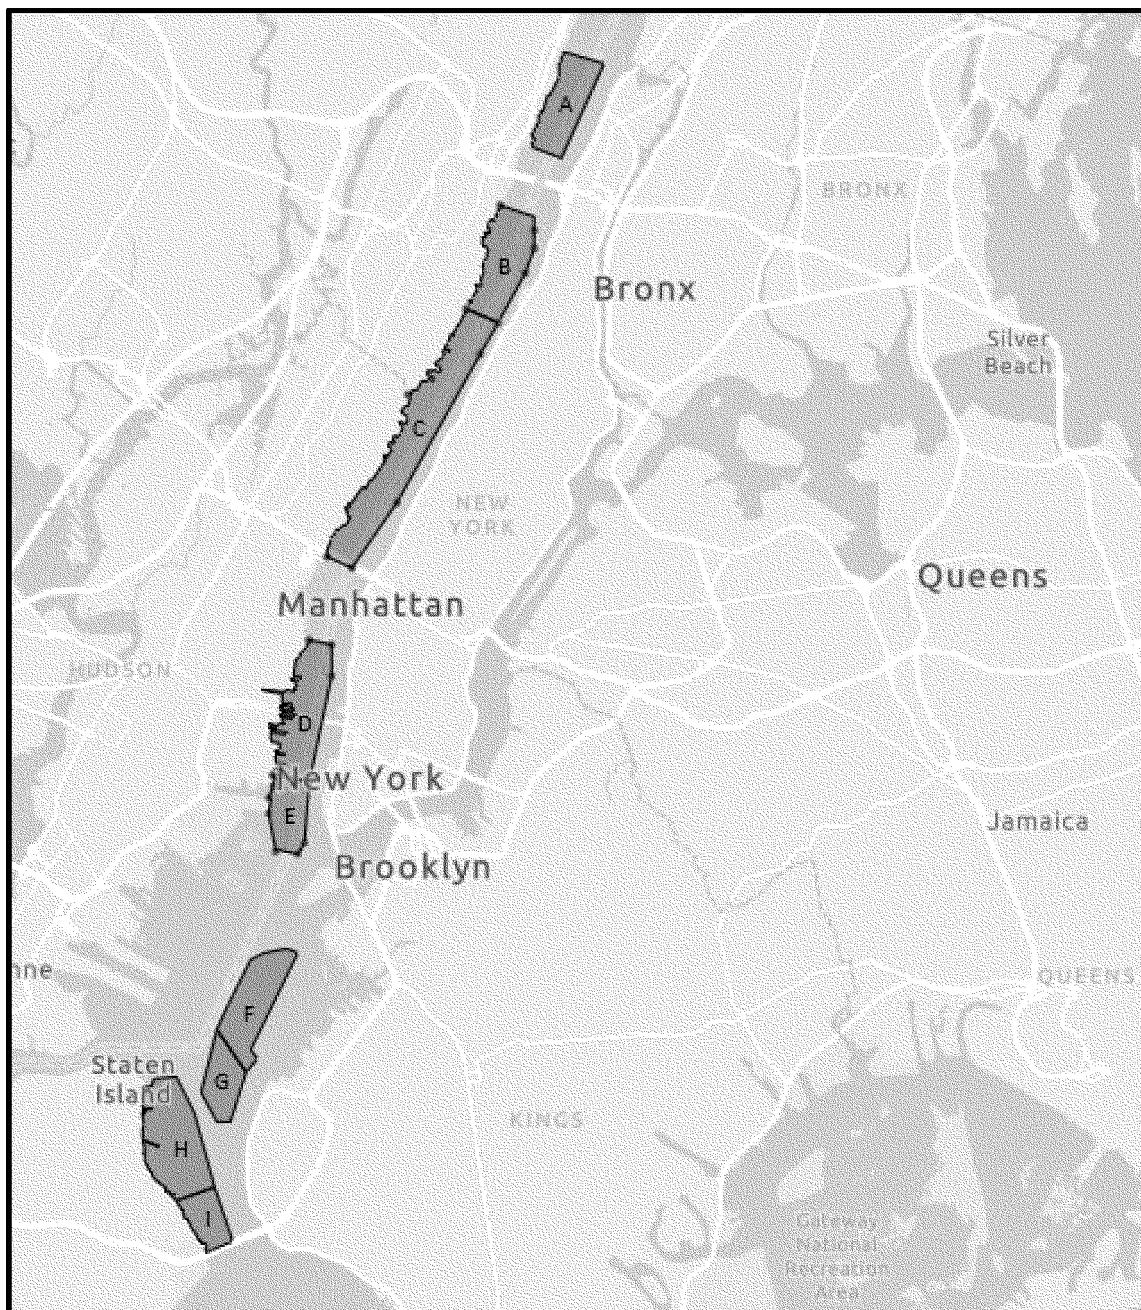 A
BRONX
B
Bronx
Silver
Beach
C
NEW
YORK
Queens
Manhattan
HUDSON
D
New York
E
Jamaica
Brooklyn
nne
QUEENS
F
Staten
Island
G
KINGS
H
I
Gateway
National
Recreation
Area